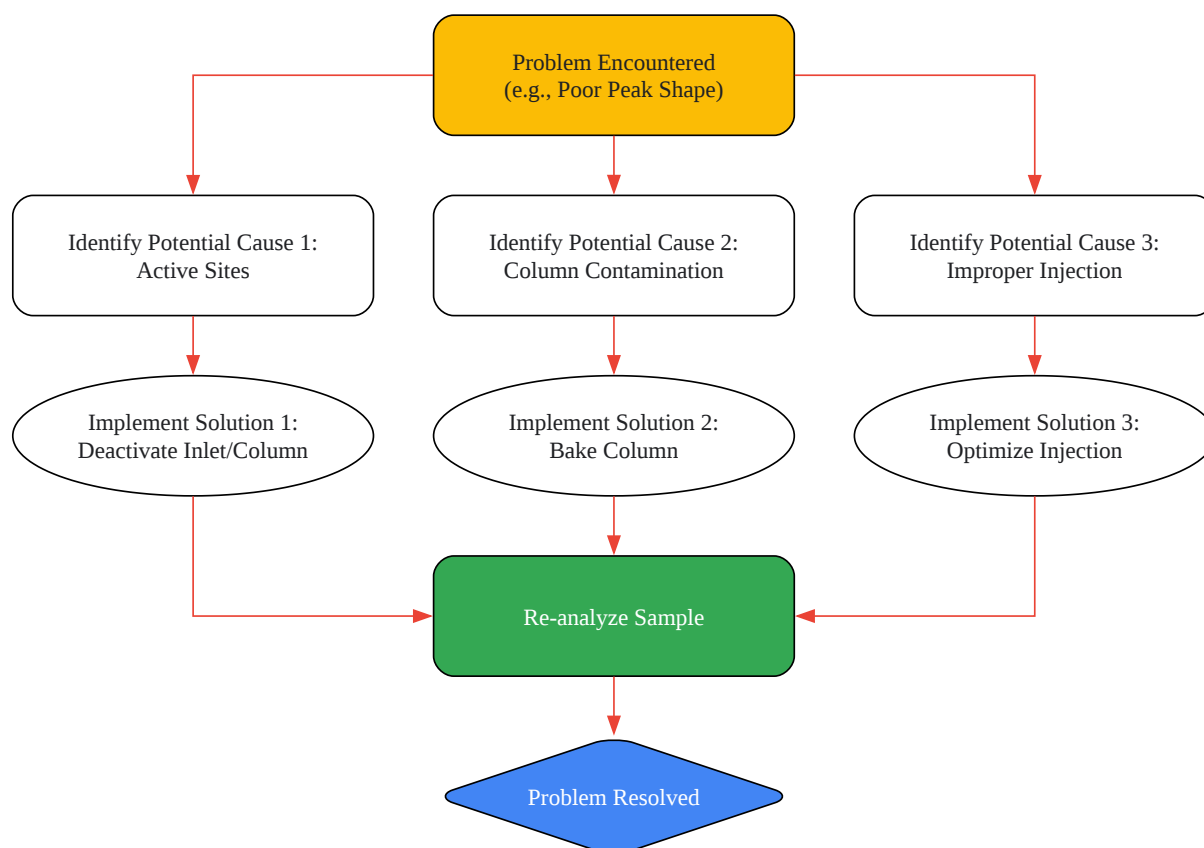 Problem Encountered
(e.g., Poor Peak Shape)
Identify Potential Cause 1:
Active Sites
Identify Potential Cause 2:
Column Contamination
Identify Potential Cause 3:
Improper Injection
Implement Solution 1:
Deactivate Inlet/Column
Implement Solution 2:
Bake Column
Implement Solution 3:
Optimize Injection
Re-analyze Sample
Problem Resolved